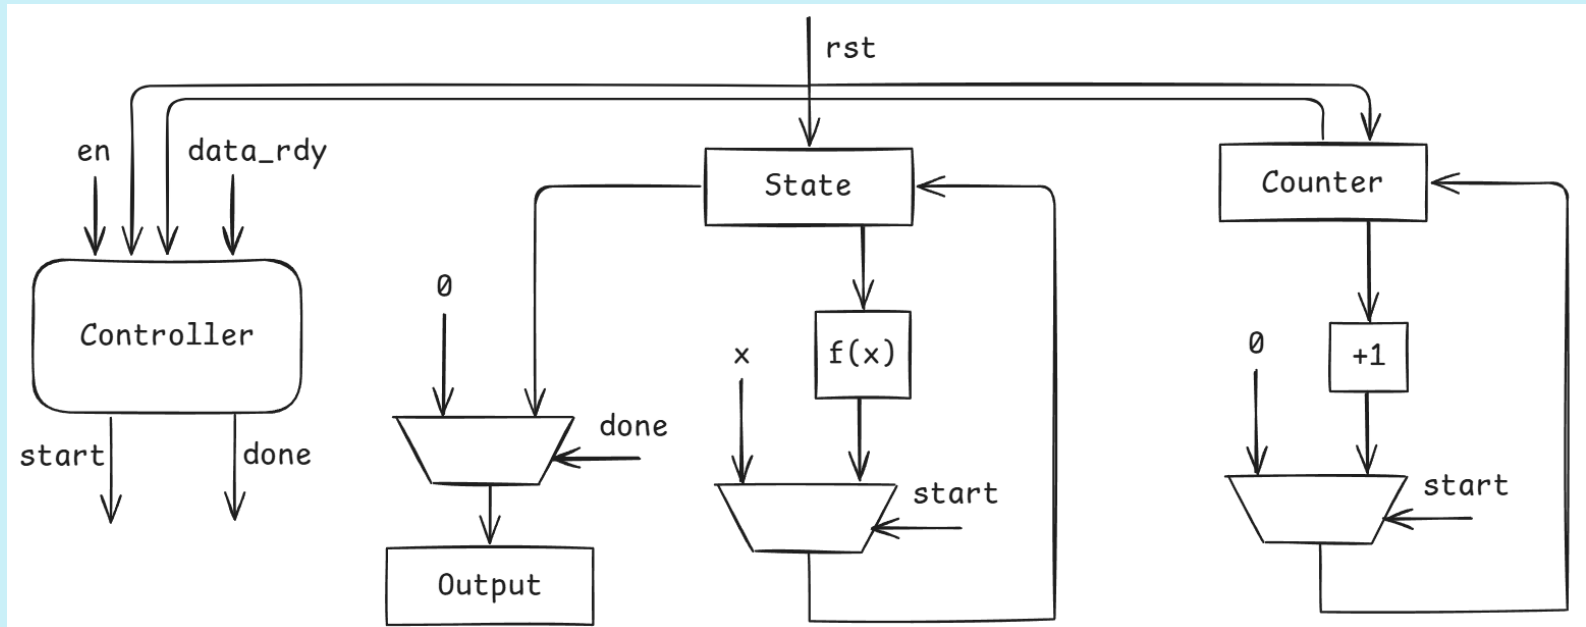 rst
en
data_rdy
State
Counter
0
Controller
x
f(x)
0
+1
start
done
done
start
start
Output